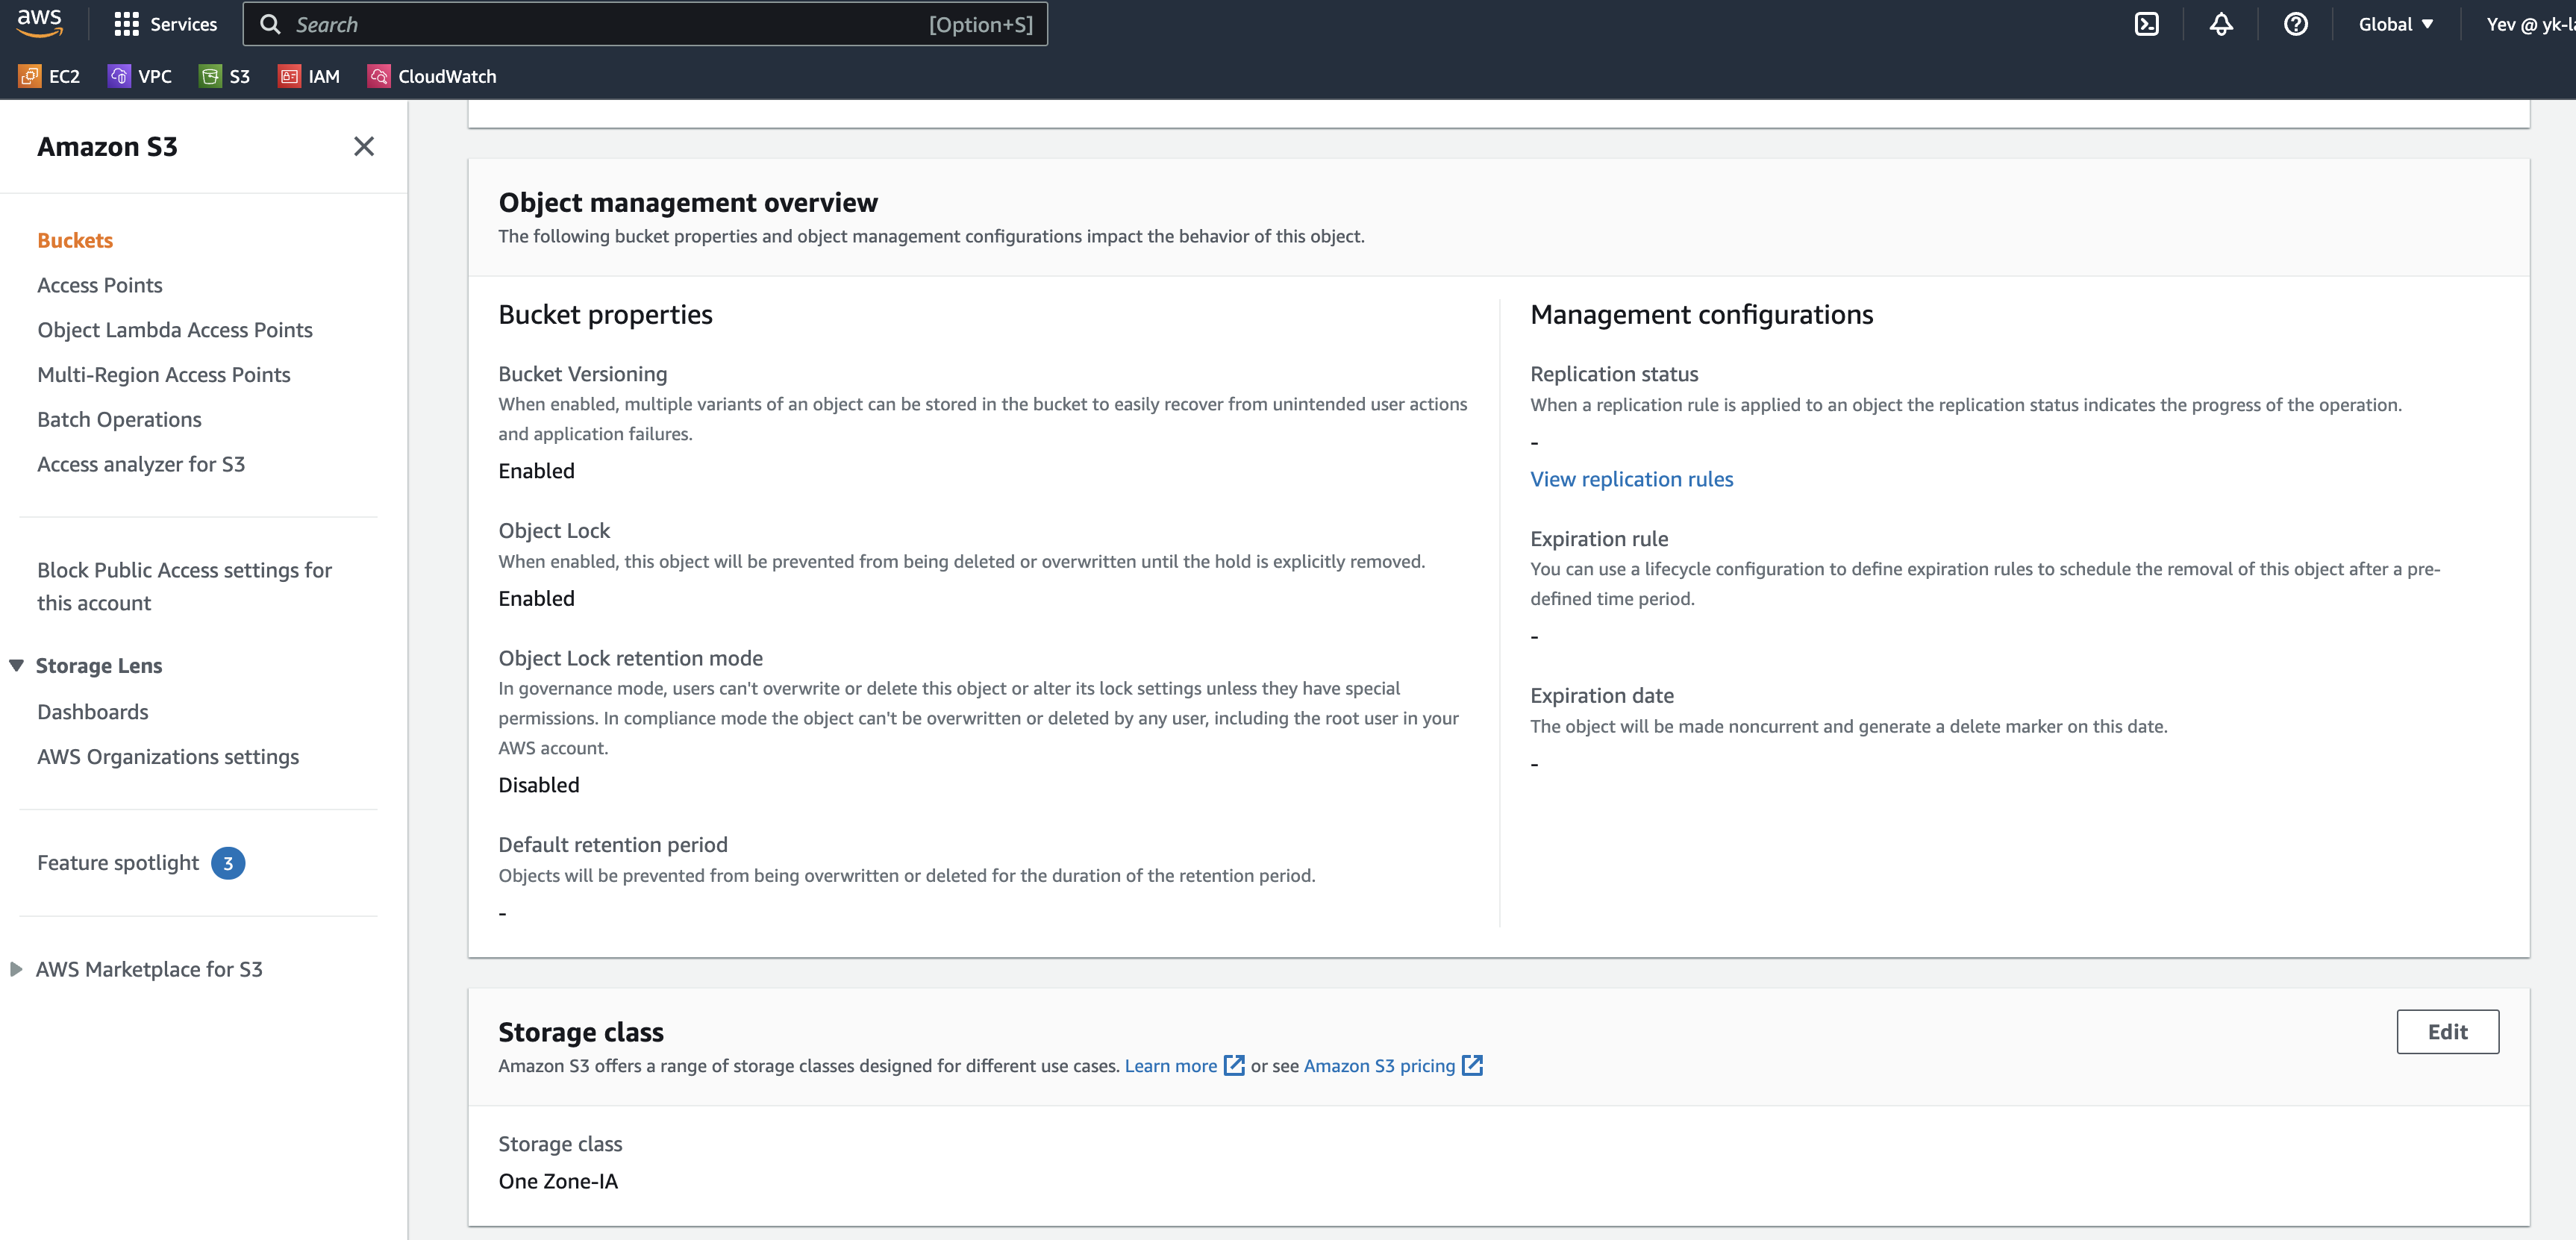 aws
Services
Search
[Option+S]
Global
Yev @ yk-la
EC2
VPC
S3
IAM
CloudWatch
Amazon S3
Buckets
Access Points
Object Lambda Access Points
Multi-Region Access Points
Batch Operations
Access analyzer for S3
Block Public Access settings for
this account
Storage Lens
Dashboards
AWS Organizations settings
Feature spotlight 3
AWS Marketplace for S3
Object management overview
The following bucket properties and object management configurations impact the behavior of this object.
Bucket properties
Bucket Versioning
When enabled, multiple variants of an object can be stored in the bucket to easily recover from unintended user actions
and application failures.
Enabled
Object Lock
When enabled, this object will be prevented from being deleted or overwritten until the hold is explicitly removed.
Enabled
Object Lock retention mode
In governance mode, users can't overwrite or delete this object or alter its lock settings unless they have special
permissions. In compliance mode the object can't be overwritten or deleted by any user, including the root user in your
AWS account.
Disabled
Default retention period
Objects will be prevented from being overwritten or deleted for the duration of the retention period.
-
Management configurations
Replication status
When a replication rule is applied to an object the replication status indicates the progress of the operation.
-
View replication rules
Expiration rule
You can use a lifecycle configuration to define expiration rules to schedule the removal of this object after a pre-
defined time period.
-
Expiration date
The object will be made noncurrent and generate a delete marker on this date.
-
Storage class
Edit
Amazon S3 offers a range of storage classes designed for different use cases. Learn more or see Amazon S3 pricing
Storage class
One Zone-IA